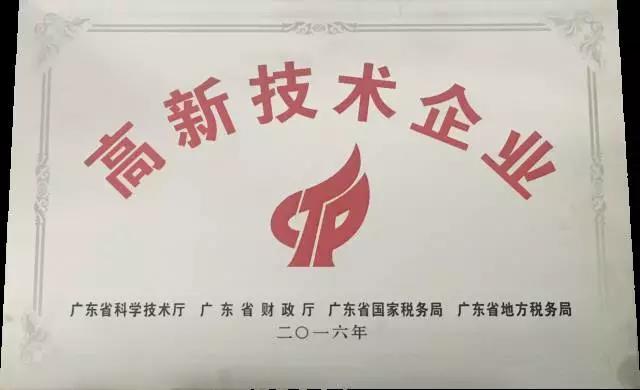 高新技术企业
广东省科学技术厅 广东省财政厅 广东省国家税务局 广东省地方税务局
二〇一六年